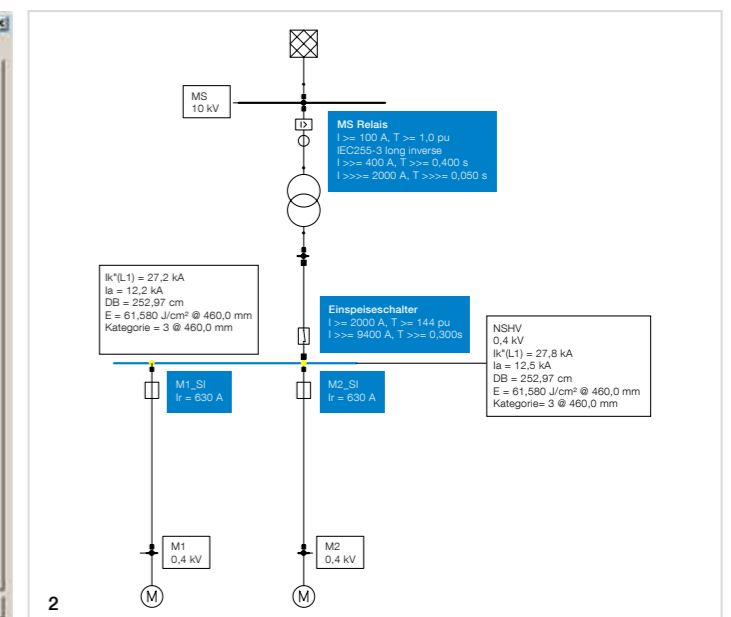 MS
10 kV
I>
MS Relais
I >= 100 A, T >= 1,0 pu
IEC255-3 long inverse
I >>= 400 A, T >>= 0,400 s
I >>>= 2000 A, T >>>= 0,050 s
Ik"(L1) = 27,2 kA
Ia = 12,2 kA
DB = 252,97 cm
E = 61,580 J/cm² @ 460,0 mm
Kategorie = 3 @ 460,0 mm
Einspeiseschalter
I >= 2000 A, T >= 144 pu
I >>= 9400 A, T >>= 0,300s
NSHV
0,4 kV
Ik"(L1) = 27,8 kA
Ia = 12,5 kA
DB = 252,97 cm
E = 61,580 J/cm² @ 460,0 mm
Kategorie= 3 @ 460,0 mm
M1_SI
Ir = 630 A
M2_SI
Ir = 630 A
M1
0,4 kV
M2
0,4 kV
M
M
2